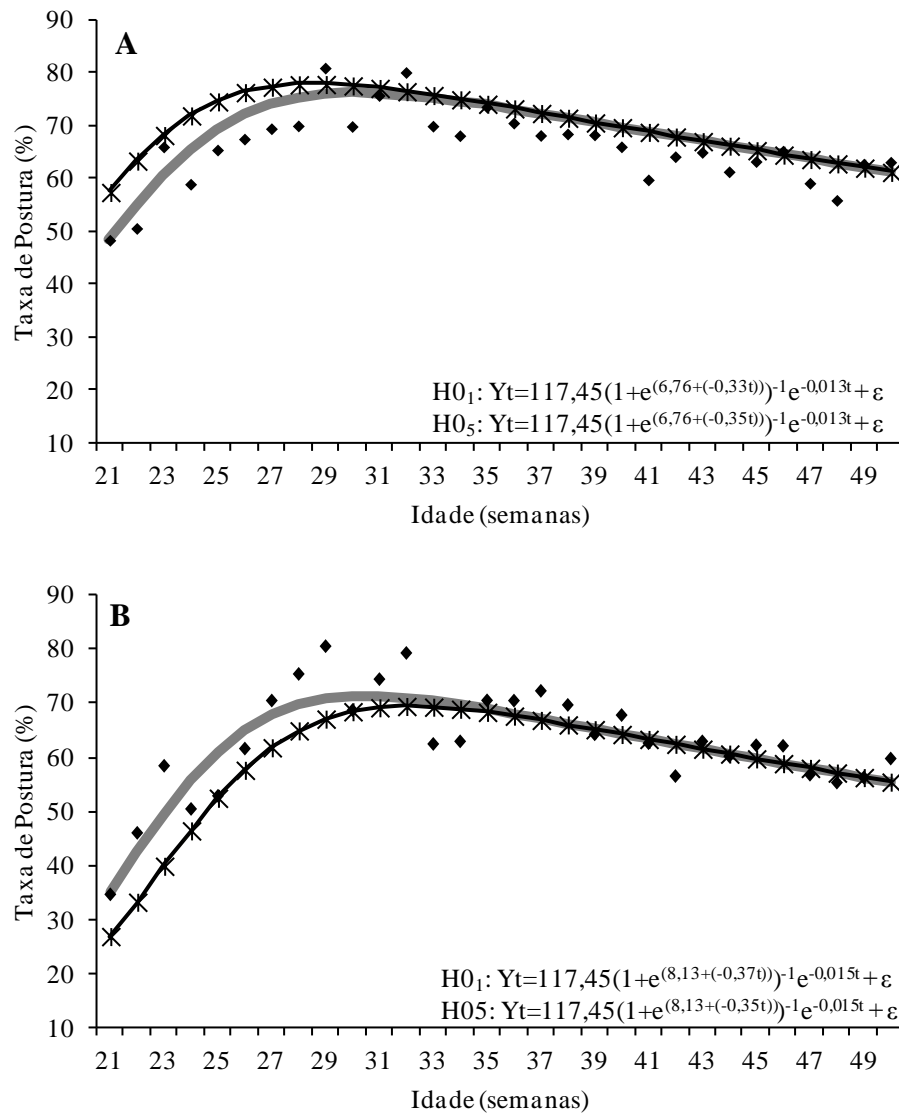 A
Taxa de Postura (%)
90
80
70
60
50
40
30
20
10
H0₁: Yt=117,45(1+e^(6,76+(-0,33t)))^-1 e^-0,013t + ε
H0₅: Yt=117,45(1+e^(6,76+(-0,35t)))^-1 e^-0,013t + ε
21 23 25 27 29 31 33 35 37 39 41 43 45 47 49
Idade (semanas)
B
Taxa de Postura (%)
90
80
70
60
50
40
30
20
10
H0₁: Yt=117,45(1+e^(8,13+(-0,37t)))^-1 e^-0,015t + ε
H05: Yt=117,45(1+e^(8,13+(-0,35t)))^-1 e^-0,015t + ε
21 23 25 27 29 31 33 35 37 39 41 43 45 47 49
Idade (semanas)